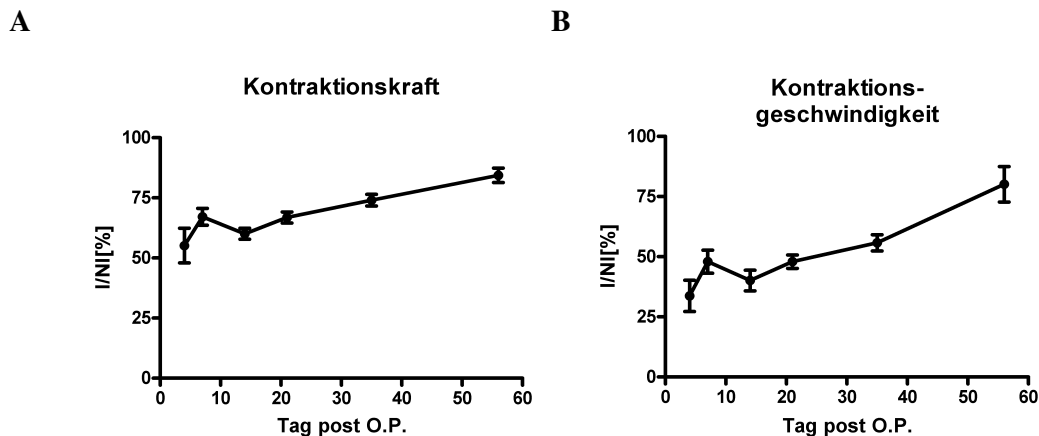 A
Kontraktionskraft
100
75
50
25
0
I/NI[%]
0 10 20 30 40 50 60
Tag post O.P.
B
Kontraktions-
geschwindigkeit
100
75
50
25
0
I/NI[%]
0 10 20 30 40 50 60
Tag post O.P.